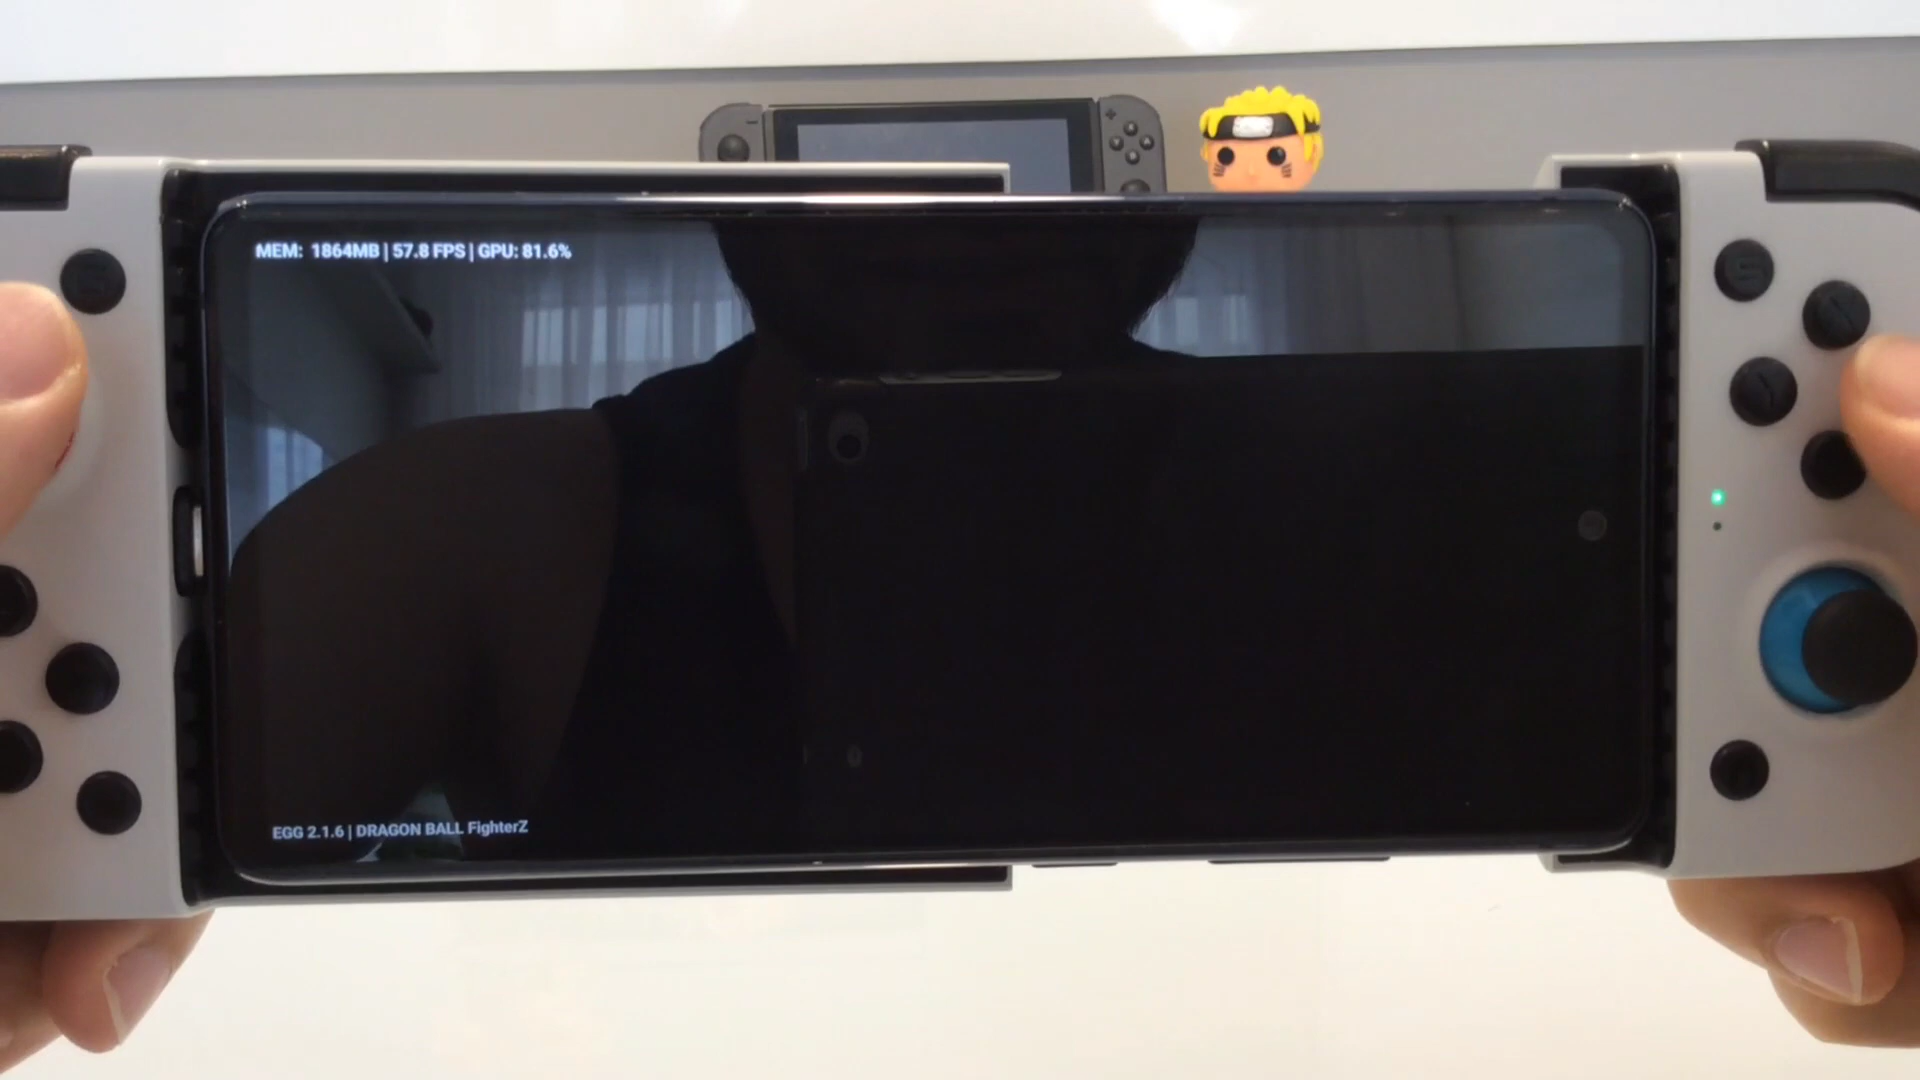 MEM: 1864MB | 57.8 FPS | GPU: 81.6%
EGG 2.1.6 | DRAGON BALL FighterZ